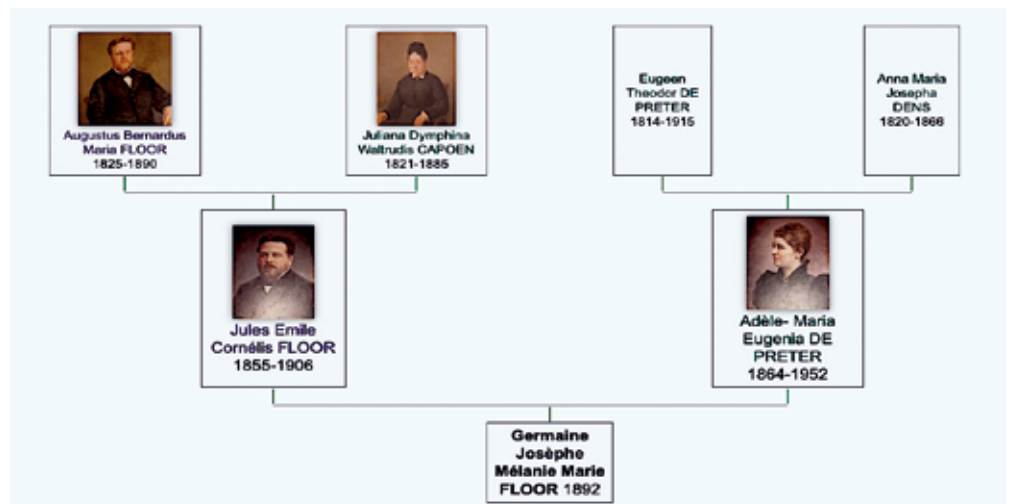 Augustus Bernardus
Maria FLOOR
1825-1890
Juliana Dymphina
Waltrudis CAPOEN
1821-1885
Eugeen
Theodor DE
PRETER
1814-1915
Anna Maria
Josepha
DENS
1820-1866
Jules Emile
Cornélis FLOOR
1855-1906
Adèle- Maria
Eugenia DE
PRETER
1864-1952
Germaine
Josèphe
Mélanie Marie
FLOOR 1892